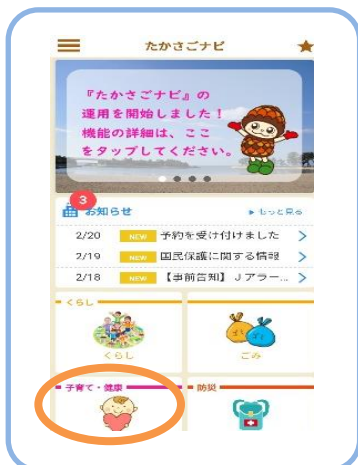 たかさごナビ
『たかさごナビ』の
運用を開始しました！
機能の詳細は、ここ
をタップしてください。
3
お知らせ
▶ もっと見る
2/20 NEW 予約を受け付けました
2/19 NEW 国民保護に関する情報
2/18 NEW 【事前告知】Ｊアラー...
くらし
くらし
ごみ
子育て・健康
防災